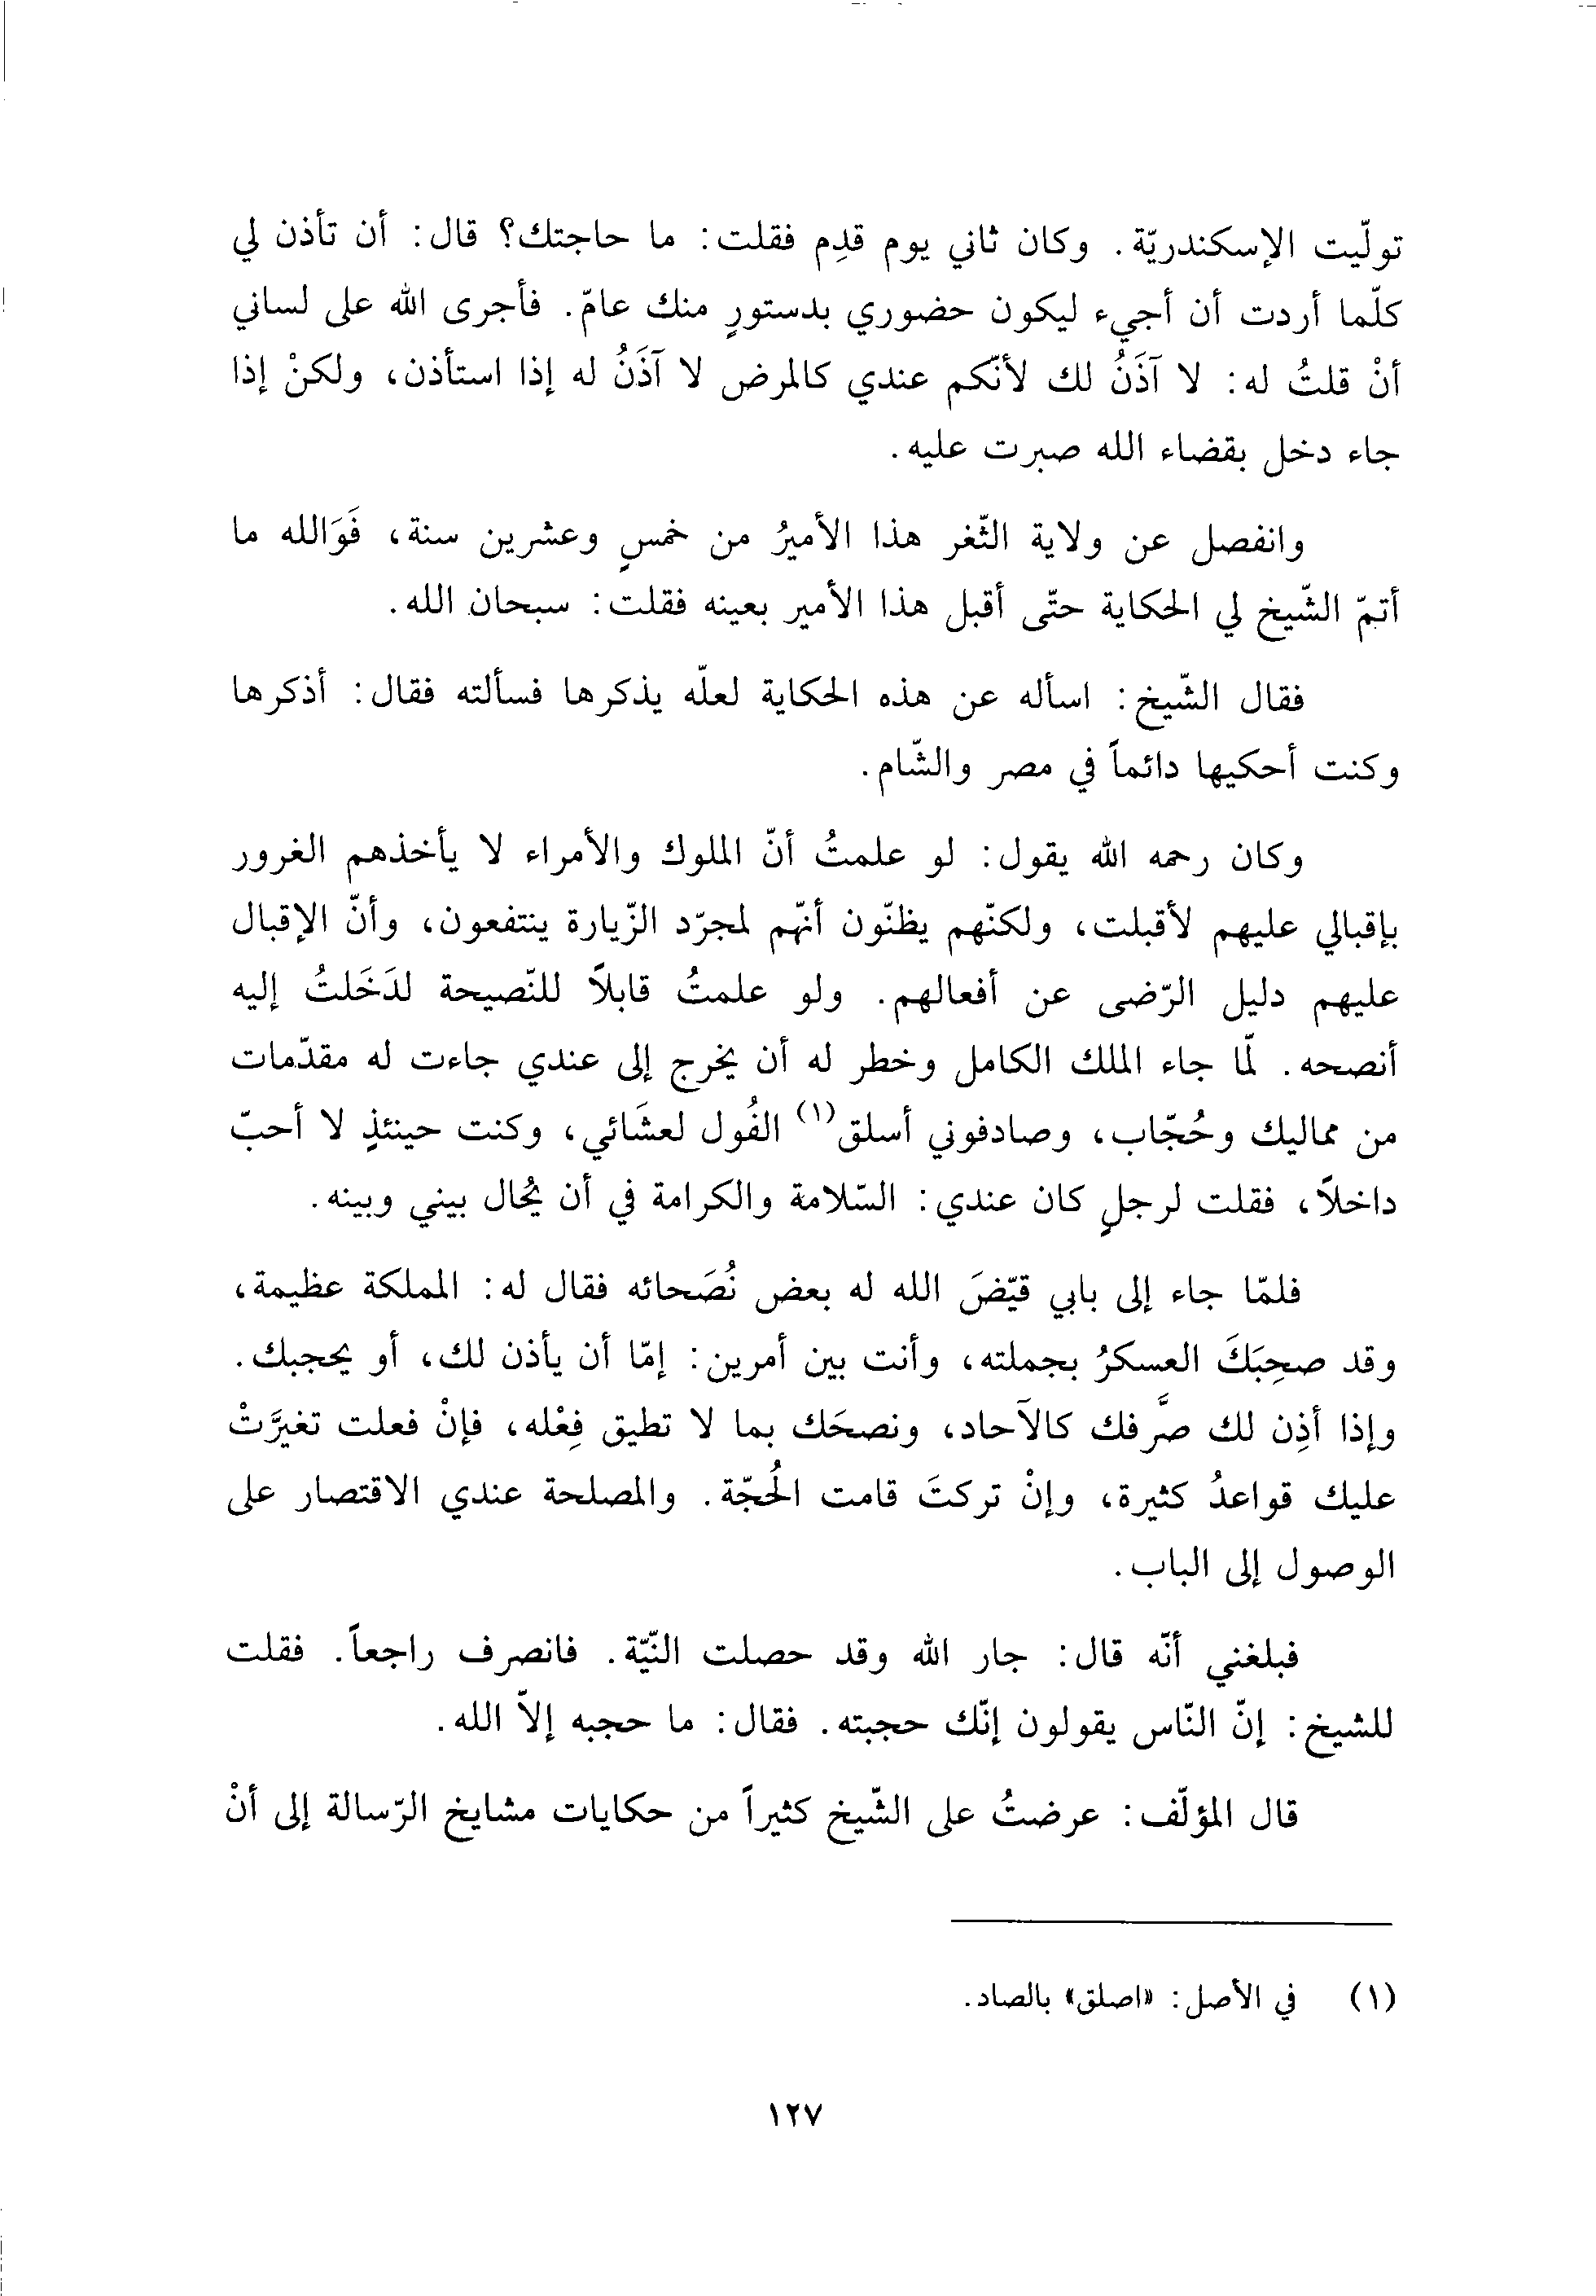 تولّيت الإسكندريّة. وكان ثاني يوم قدِم فقلت: ما حاجتك؟ قال: أن تأذن لي
كلّما أردت أن أجيء ليكون حضوري بدستورٍ منك عامّ. فأجرى الله على لساني
أنْ قلتُ له: لا آذَنُ لك لأنّكم عندي كالمرض لا آذَنُ له إذا استأذن، ولكنْ إذا
جاء دخل بقضاء الله صبرت عليه.
وانفصل عن ولاية الثّغر هذا الأميرُ من خمسٍ وعشرين سنة، فَوَالله ما
أتمّ الشّيخ لي الحكاية حتّى أقبل هذا الأمير بعينه فقلت: سبحان الله.
فقال الشّيخ: اسأله عن هذه الحكاية لعلّه يذكرها فسألته فقال: أذكرها
وكنت أحكيها دائماً في مصر والشّام.
وكان رحمه الله يقول: لو علمتُ أنّ الملوك والأمراء لا يأخذهم الغرور
بإقبالي عليهم لأقبلت، ولكنّهم يظنّون أنّهم لمجرّد الزّيارة ينتفعون، وأنّ الإقبال
عليهم دليل الرّضى عن أفعالهم. ولو علمتُ قابلاً للنّصيحة لدَخَلتُ إليه
أنصحه. لمّا جاء الملك الكامل وخطر له أن يخرج إلى عندي جاءت له مقدّمات
من مماليك وحُجّاب، وصادفوني أسلق(١) الفُول لعشَائي، وكنت حينئذٍ لا أحبّ
داخلاً، فقلت لرجلٍ كان عندي: السّلامة والكرامة في أن يُحال بيني وبينه.
فلمّا جاء إلى بابي قيّضَ الله له بعض نُصَحائه فقال له: المملكة عظيمة،
وقد صحِبَكَ العسكرُ بجملته، وأنت بين أمرين: إمّا أن يأذن لك، أو يحجبك.
وإذا أذِن لك صرَّفك كالآحاد، ونصحَك بما لا تطيق فِعْله، فإنْ فعلت تغيَّرتْ
عليك قواعدُ كثيرة، وإنْ تركتَ قامت الحُجّة. والمصلحة عندي الاقتصار على
الوصول إلى الباب.
فبلغني أنّه قال: جار الله وقد حصلت النّيّة. فانصرف راجعاً. فقلت
للشيخ: إنّ النّاس يقولون إنّك حجبته. فقال: ما حجبه إلاّ الله.
قال المؤلّف: عرضتُ على الشّيخ كثيراً من حكايات مشايخ الرّسالة إلى أنْ
(١) في الأصل: «اصلق» بالصاد.
١٢٧